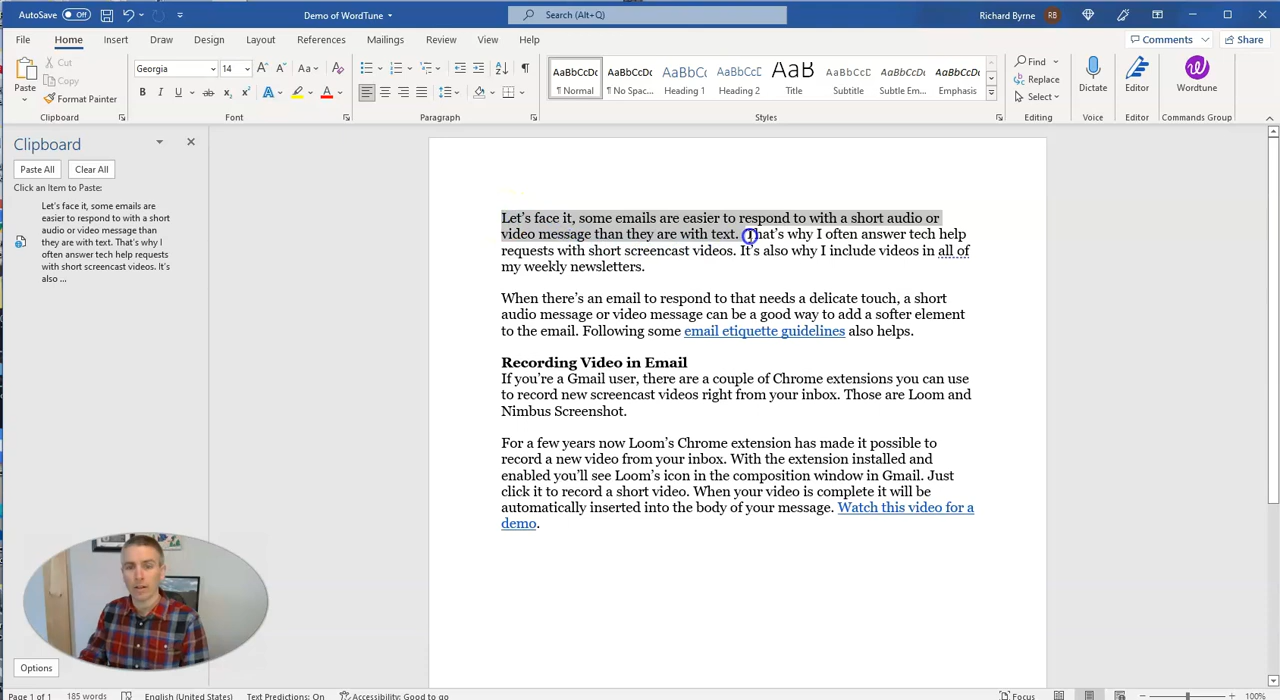 AutoSave Off Demo of WordTune Search (Alt+Q) Richard Byrne RB
File Home Insert Draw Design Layout References Mailings Review View Help Comments Share
Paste Cut Copy Format Painter
Georgia 14 Aa
B I U ab x₂ x² A A
AaBbCcDc AaBbCcDc AaBbCc AaBbCcD AaB AaBbCcD AaBbCcDc AaBbCcDc
¶ Normal ¶ No Spac... Heading 1 Heading 2 Title Subtitle Subtle Em... Emphasis
Find Replace Select
Dictate Editor Wordtune
Clipboard Font Paragraph Styles Editing Voice Editor Commands Group
Clipboard
Paste All Clear All
Click an Item to Paste:
Let's face it, some emails are
easier to respond to with a short
audio or video message than
they are with text. That's why I
often answer tech help
requests with short screencast videos. It's
also ...
Options
Let's face it, some emails are easier to respond to with a short audio or
video message than they are with text. That's why I often answer tech help
requests with short screencast videos. It's also why I include videos in all of
my weekly newsletters.
When there's an email to respond to that needs a delicate touch, a short
audio message or video message can be a good way to add a softer element
to the email. Following some email etiquette guidelines also helps.
Recording Video in Email
If you're a Gmail user, there are a couple of Chrome extensions you can use
to record new screencast videos right from your inbox. Those are Loom and
Nimbus Screenshot.
For a few years now Loom's Chrome extension has made it possible to
record a new video from your inbox. With the extension installed and
enabled you'll see Loom's icon in the composition window in Gmail. Just
click it to record a short video. When your video is complete it will be
automatically inserted into the body of your message. Watch this video for a
demo.
Page 1 of 1 185 words English (United States) Text Predictions: On Accessibility: Good to go Focus 100%